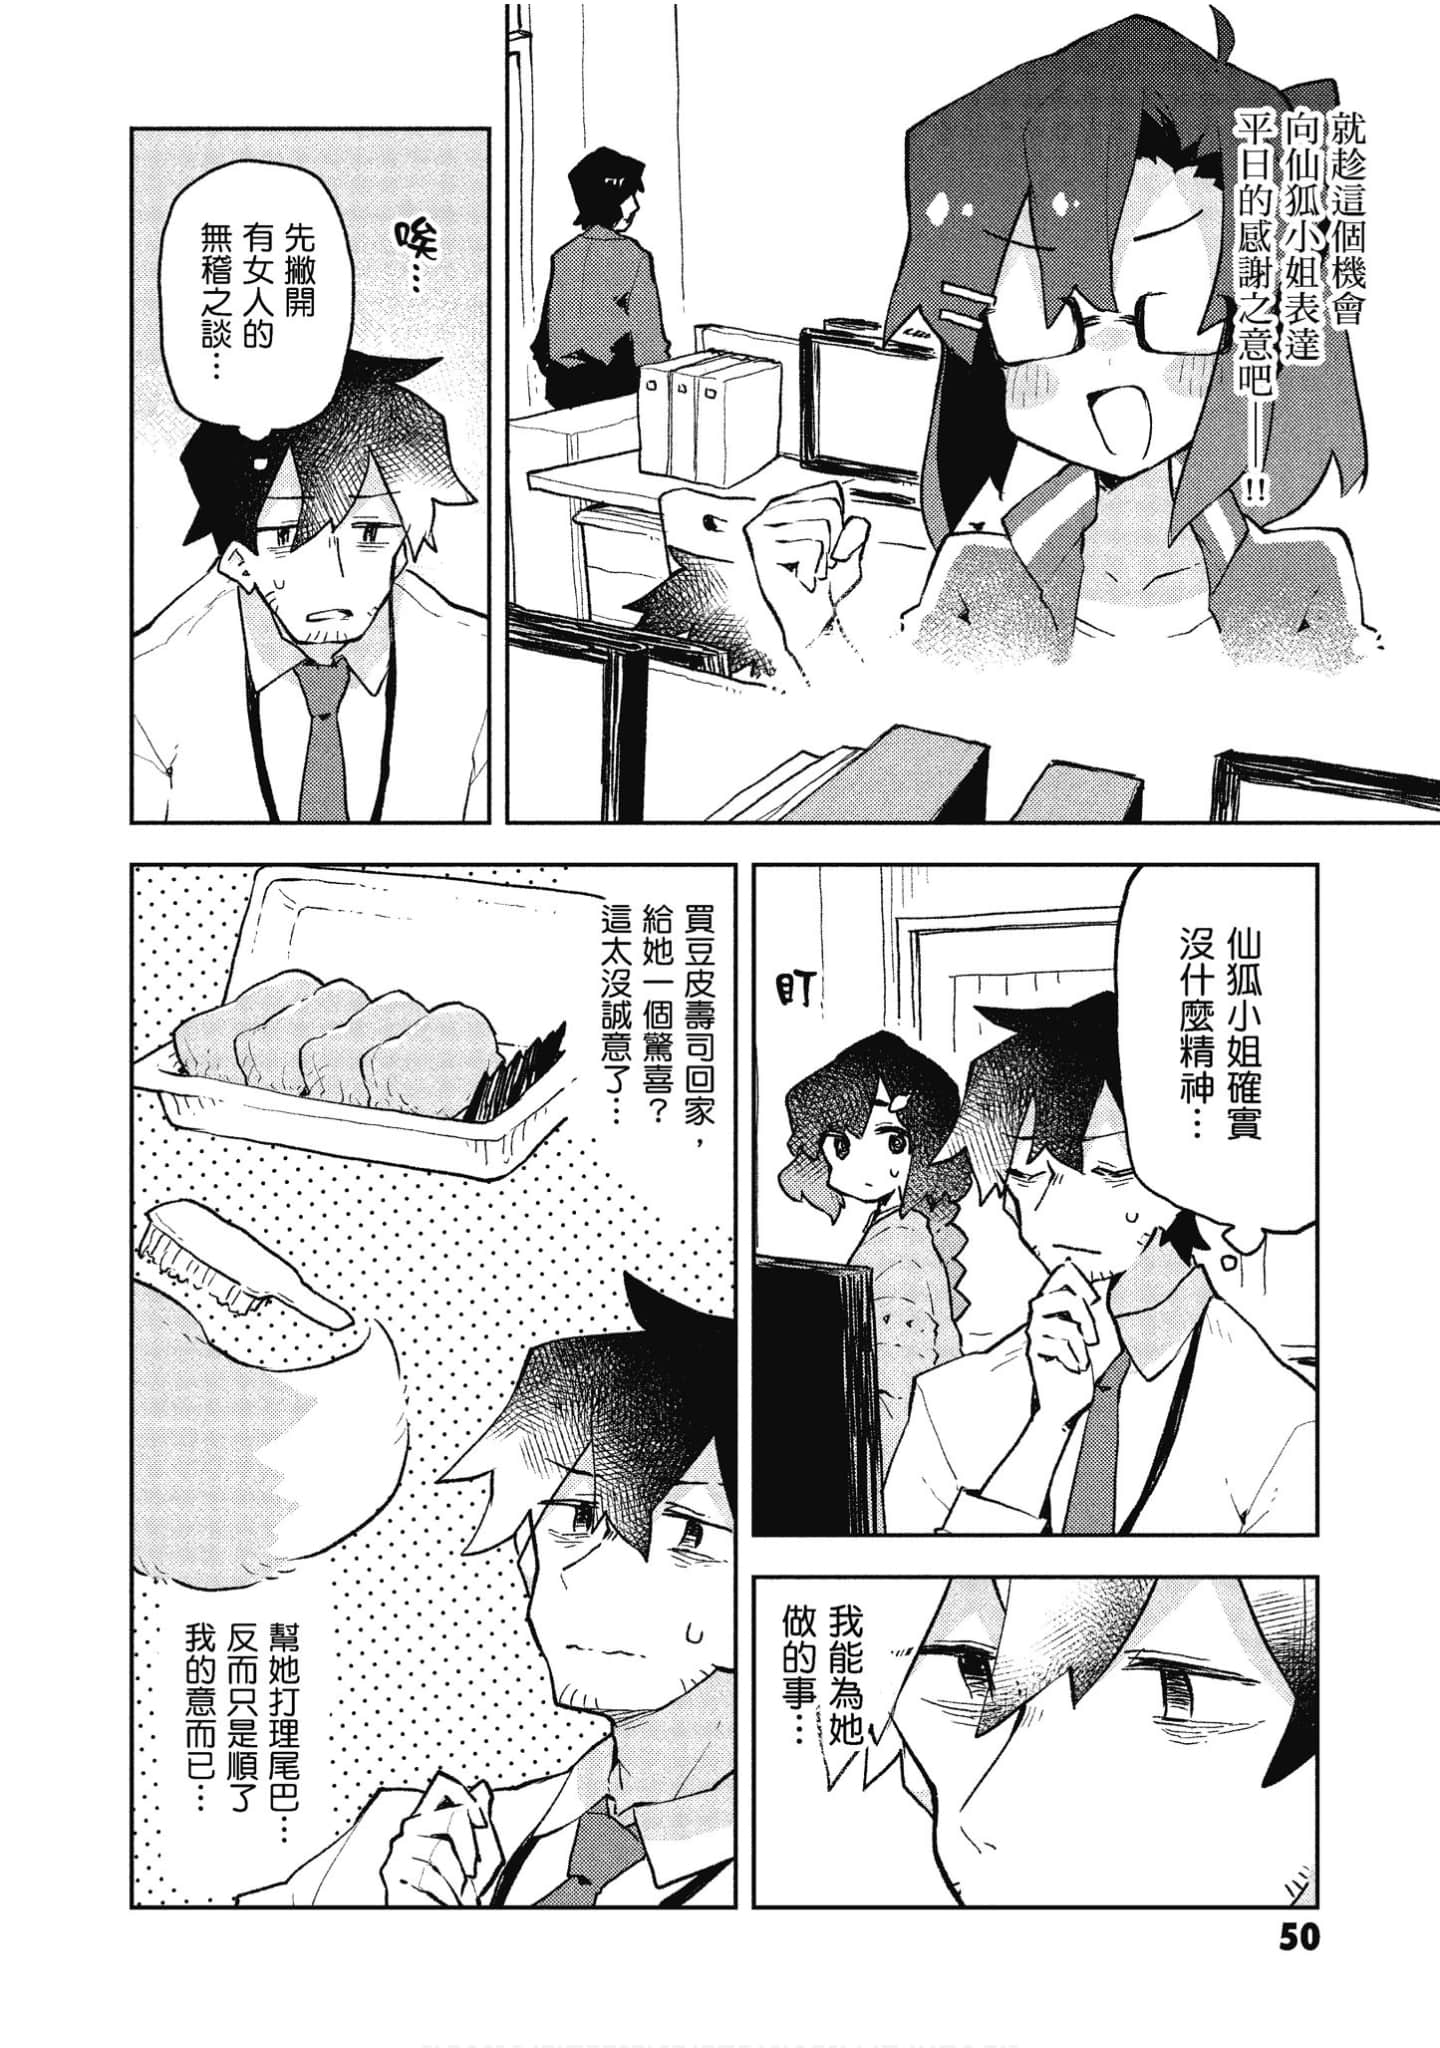 就趁這個機會
向仙狐小姐表達
平日的感謝之意吧——!!
唉…
先撇開
有女人的
無稽之談…
仙狐小姐確實
沒什麼精神…
盯
我能為她
做的事…
買豆皮壽司回家，
給她一個驚喜？
這太沒誠意了…
幫她打理尾巴…
反而只是順了
我的意而已…
50